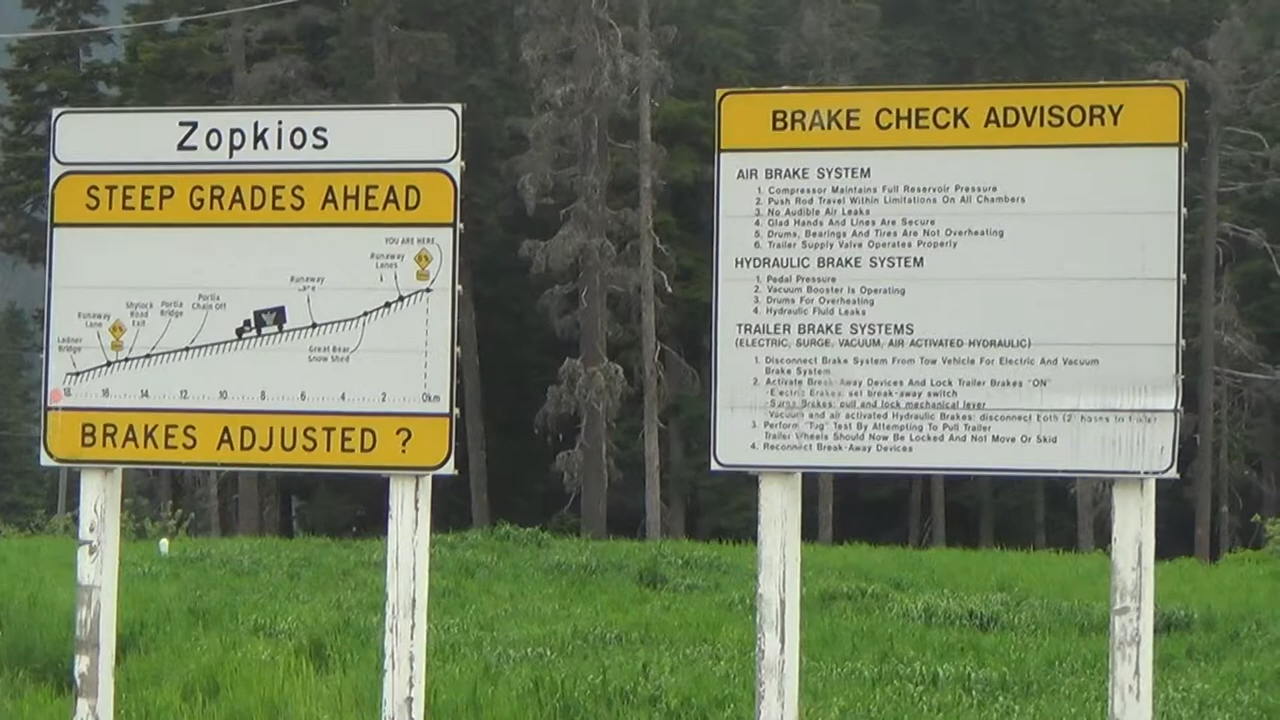 Zopkios
STEEP GRADES AHEAD
YOU ARE HERE
6%
Runaway
Lanes
Runaway
Lane
Portia
Chain Off
Portia
Bridge
Shylock
Road
Exit
Runaway
Lane
Ladner
Bridge
Great Bear
Snow Shed
18 16 14 12 10 8 6 4 2 0km
BRAKES ADJUSTED ?
BRAKE CHECK ADVISORY
AIR BRAKE SYSTEM
1. Compressor Maintains Full Reservoir Pressure
2. Push Rod Travel Within Limitations On All Chambers
3. No Audible Air Leaks
4. Glad Hands And Lines Are Secure
5. Drums, Bearings And Tires Are Not Overheating
6. Trailer Supply Valve Operates Properly
HYDRAULIC BRAKE SYSTEM
1. Pedal Pressure
2. Vacuum Booster is Operating
3. Drums For Overheating
4. Hydraulic Fluid Leaks
TRAILER BRAKE SYSTEMS
(ELECTRIC, SURGE, VACUUM, AIR ACTIVATED HYDRAULIC)
1. Disconnect Brake System From Tow Vehicle For Electric And Vacuum
Brake System
2. Activate Break-Away Devices And Lock Trailer Brakes "ON"
-Electric Brakes: set break-away switch
-Surge Brakes: pull and lock mechanical lever
Vacuum and air activated Hydraulic Brakes: disconnect both (2) hoses to trailer
3. Perform "Tug" Test By Attempting To Pull Trailer
Trailer Wheels Should Now Be Locked And Not Move Or Skid
4. Reconnect Break-Away Devices